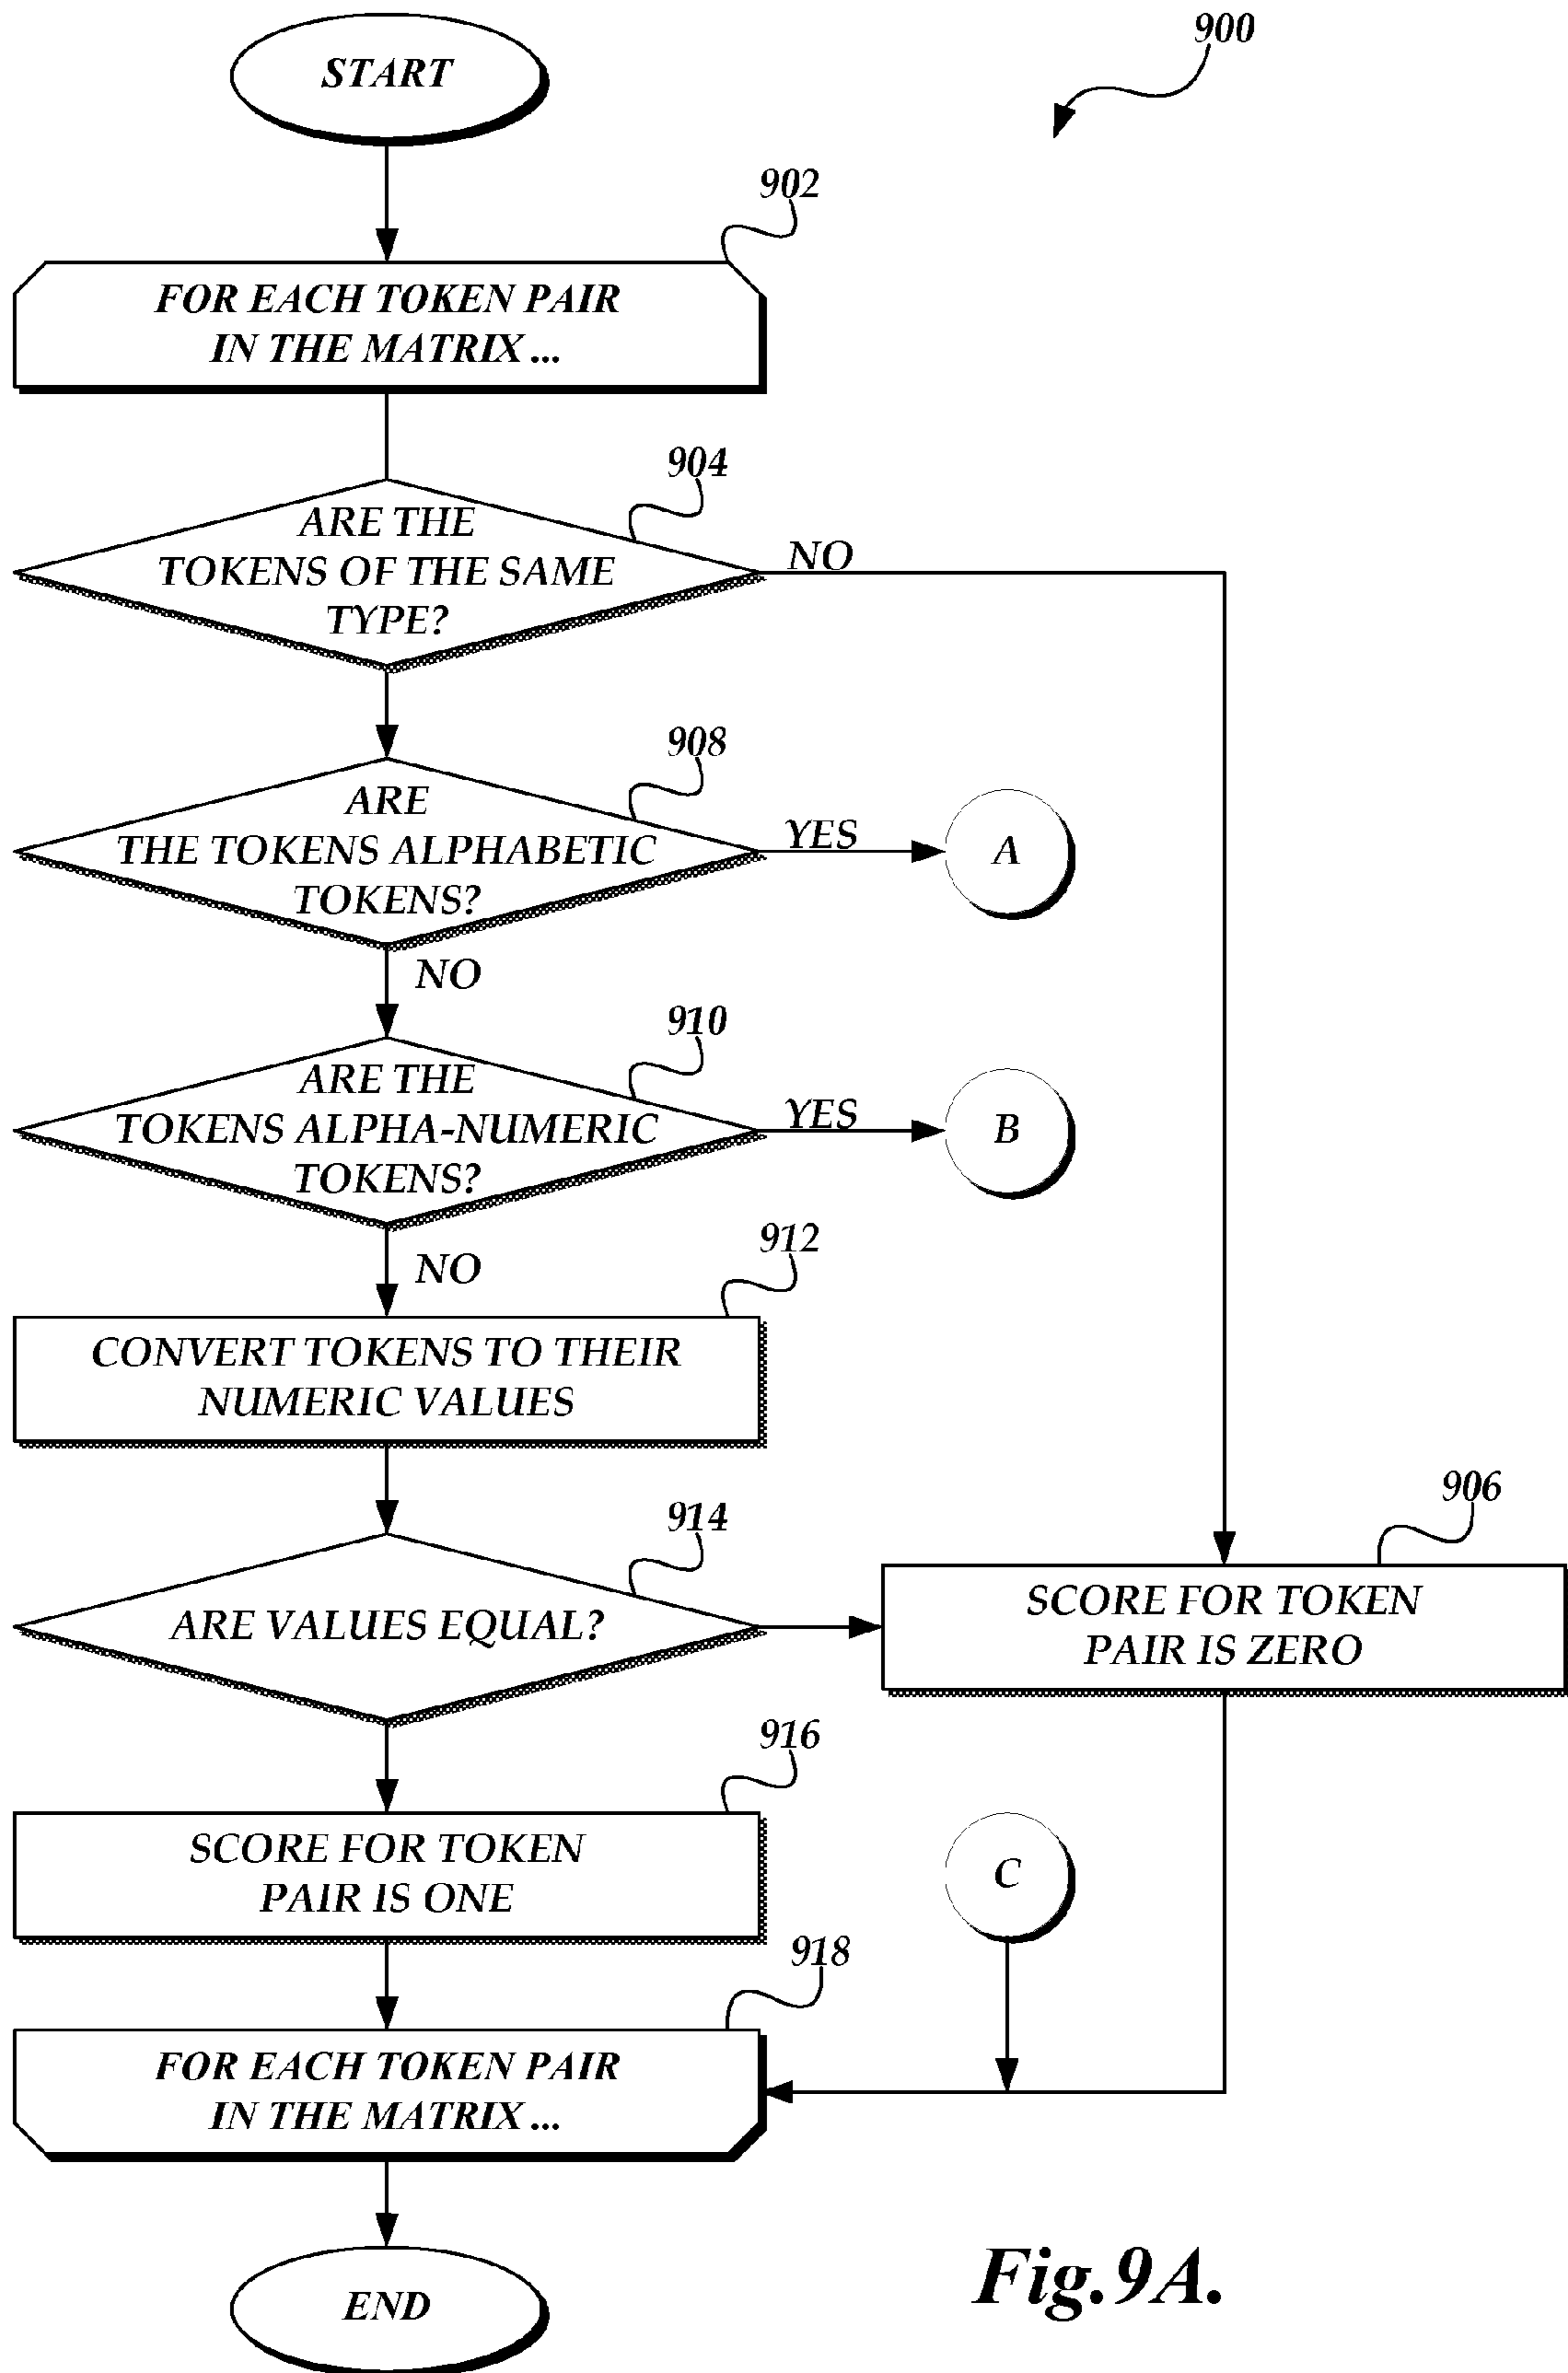 START
900
902
FOR EACH TOKEN PAIR
IN THE MATRIX ...
904
ARE THE
TOKENS OF THE SAME
TYPE?
NO
908
ARE
THE TOKENS ALPHABETIC
TOKENS?
YES
A
NO
910
ARE THE
TOKENS ALPHA-NUMERIC
TOKENS?
YES
B
NO
912
CONVERT TOKENS TO THEIR
NUMERIC VALUES
914
ARE VALUES EQUAL?
906
SCORE FOR TOKEN
PAIR IS ZERO
916
SCORE FOR TOKEN
PAIR IS ONE
C
918
FOR EACH TOKEN PAIR
IN THE MATRIX ...
END
Fig.9A.